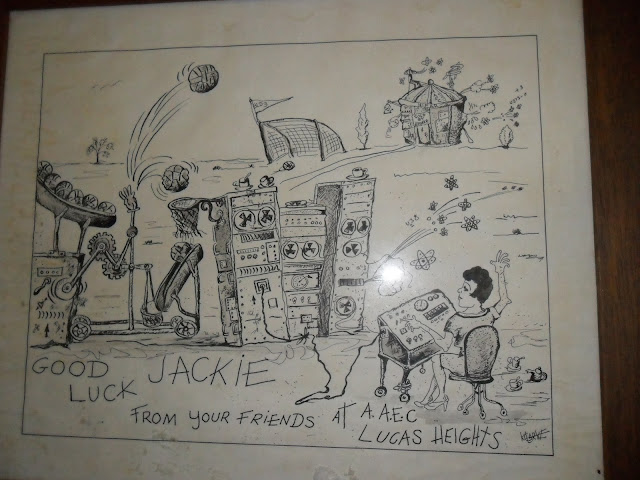 GOOD
LUCK JACKIE
FROM YOUR FRIENDS AT A.A.E.C
LUCAS HEIGHTS